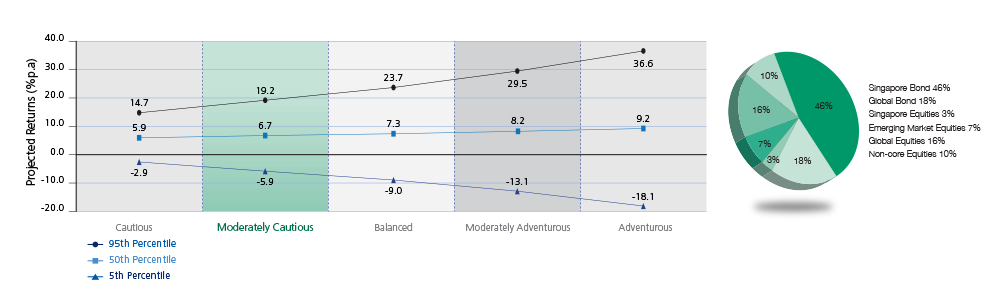 Projected Returns (%p.a)
40.0
30.0
20.0
10.0
0.0
-10.0
-20.0
14.7
19.2
23.7
29.5
36.6
5.9
6.7
7.3
8.2
9.2
-2.9
-5.9
-9.0
-13.1
-18.1
Cautious
Moderately Cautious
Balanced
Moderately Adventurous
Adventurous
95th Percentile
50th Percentile
5th Percentile
10%
46%
16%
7%
3%
18%
Singapore Bond 46%
Global Bond 18%
Singapore Equities 3%
Emerging Market Equities 7%
Global Equities 16%
Non-core Equities 10%